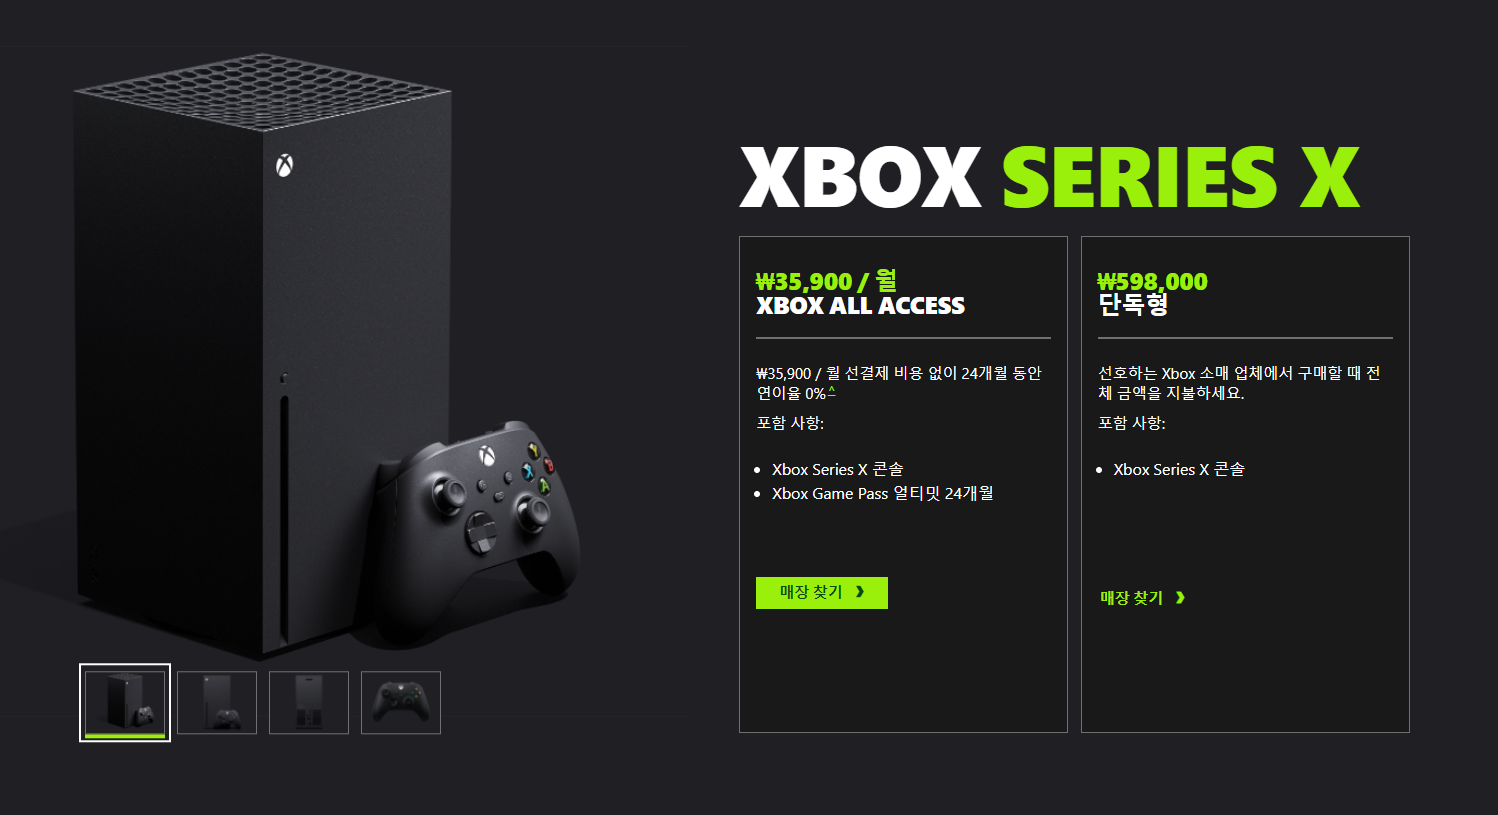 XBOX SERIES X
₩35,900 / 월
XBOX ALL ACCESS
₩35,900 / 월 선결제 비용 없이 24개월 동안
연이율 0%^
포함 사항:
Xbox Series X 콘솔
Xbox Game Pass 얼티밋 24개월
매장 찾기
₩598,000
단독형
선호하는 Xbox 소매 업체에서 구매할 때 전
체 금액을 지불하세요.
포함 사항:
Xbox Series X 콘솔
매장 찾기
Y
B
X
A